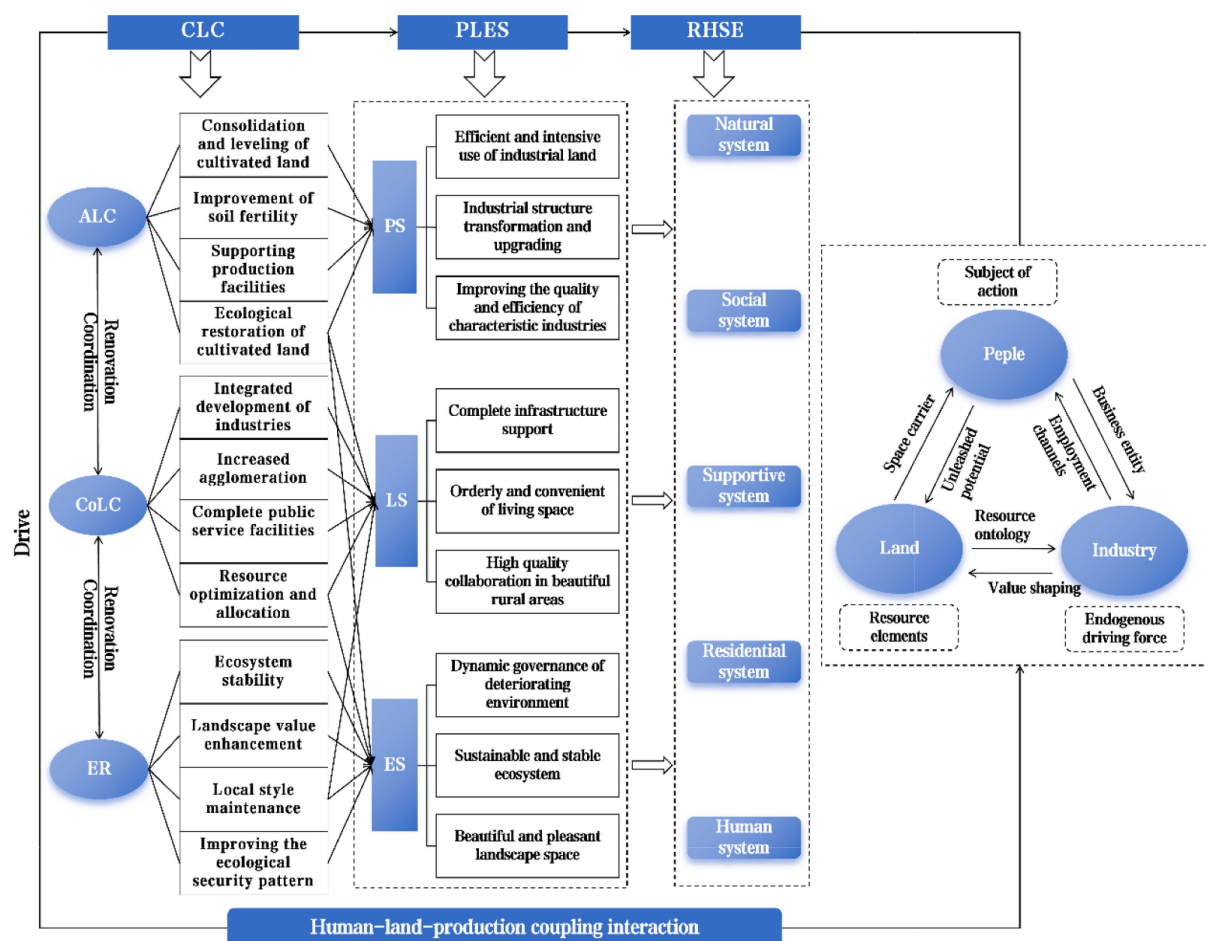 CLC
PLES
RHSE
Drive
ALC
Renovation
Coordination
CoLC
Renovation
Coordination
ER
Consolidation
and leveling of
cultivated land
Improvement of
soil fertility
Supporting
production
facilities
Ecological
restoration of
cultivated land
Integrated
development of
industries
Increased
agglomeration
Complete public
service facilities
Resource
optimization and
allocation
Ecosystem
stability
Landscape value
enhancement
Local style
maintenance
Improving the
ecological
security pattern
PS
Efficient and intensive
use of industrial land
Industrial structure
transformation and
upgrading
Improving the quality
and efficiency of
characteristic industries
LS
Complete infrastructure
support
Orderly and convenient
of living space
High quality
collaboration in beautiful
rural areas
ES
Dynamic governance of
deteriorating
environment
Sustainable and stable
ecosystem
Beautiful and pleasant
landscape space
Natural
system
Social
system
Supportive
system
Residential
system
Human
system
Subject of
action
Peple
Space carrier
Unleashed
potential
Employment
channels
Business entity
Land
Resource
ontology
Value shaping
Industry
Resource
elements
Endogenous
driving force
Human-land-production coupling interaction